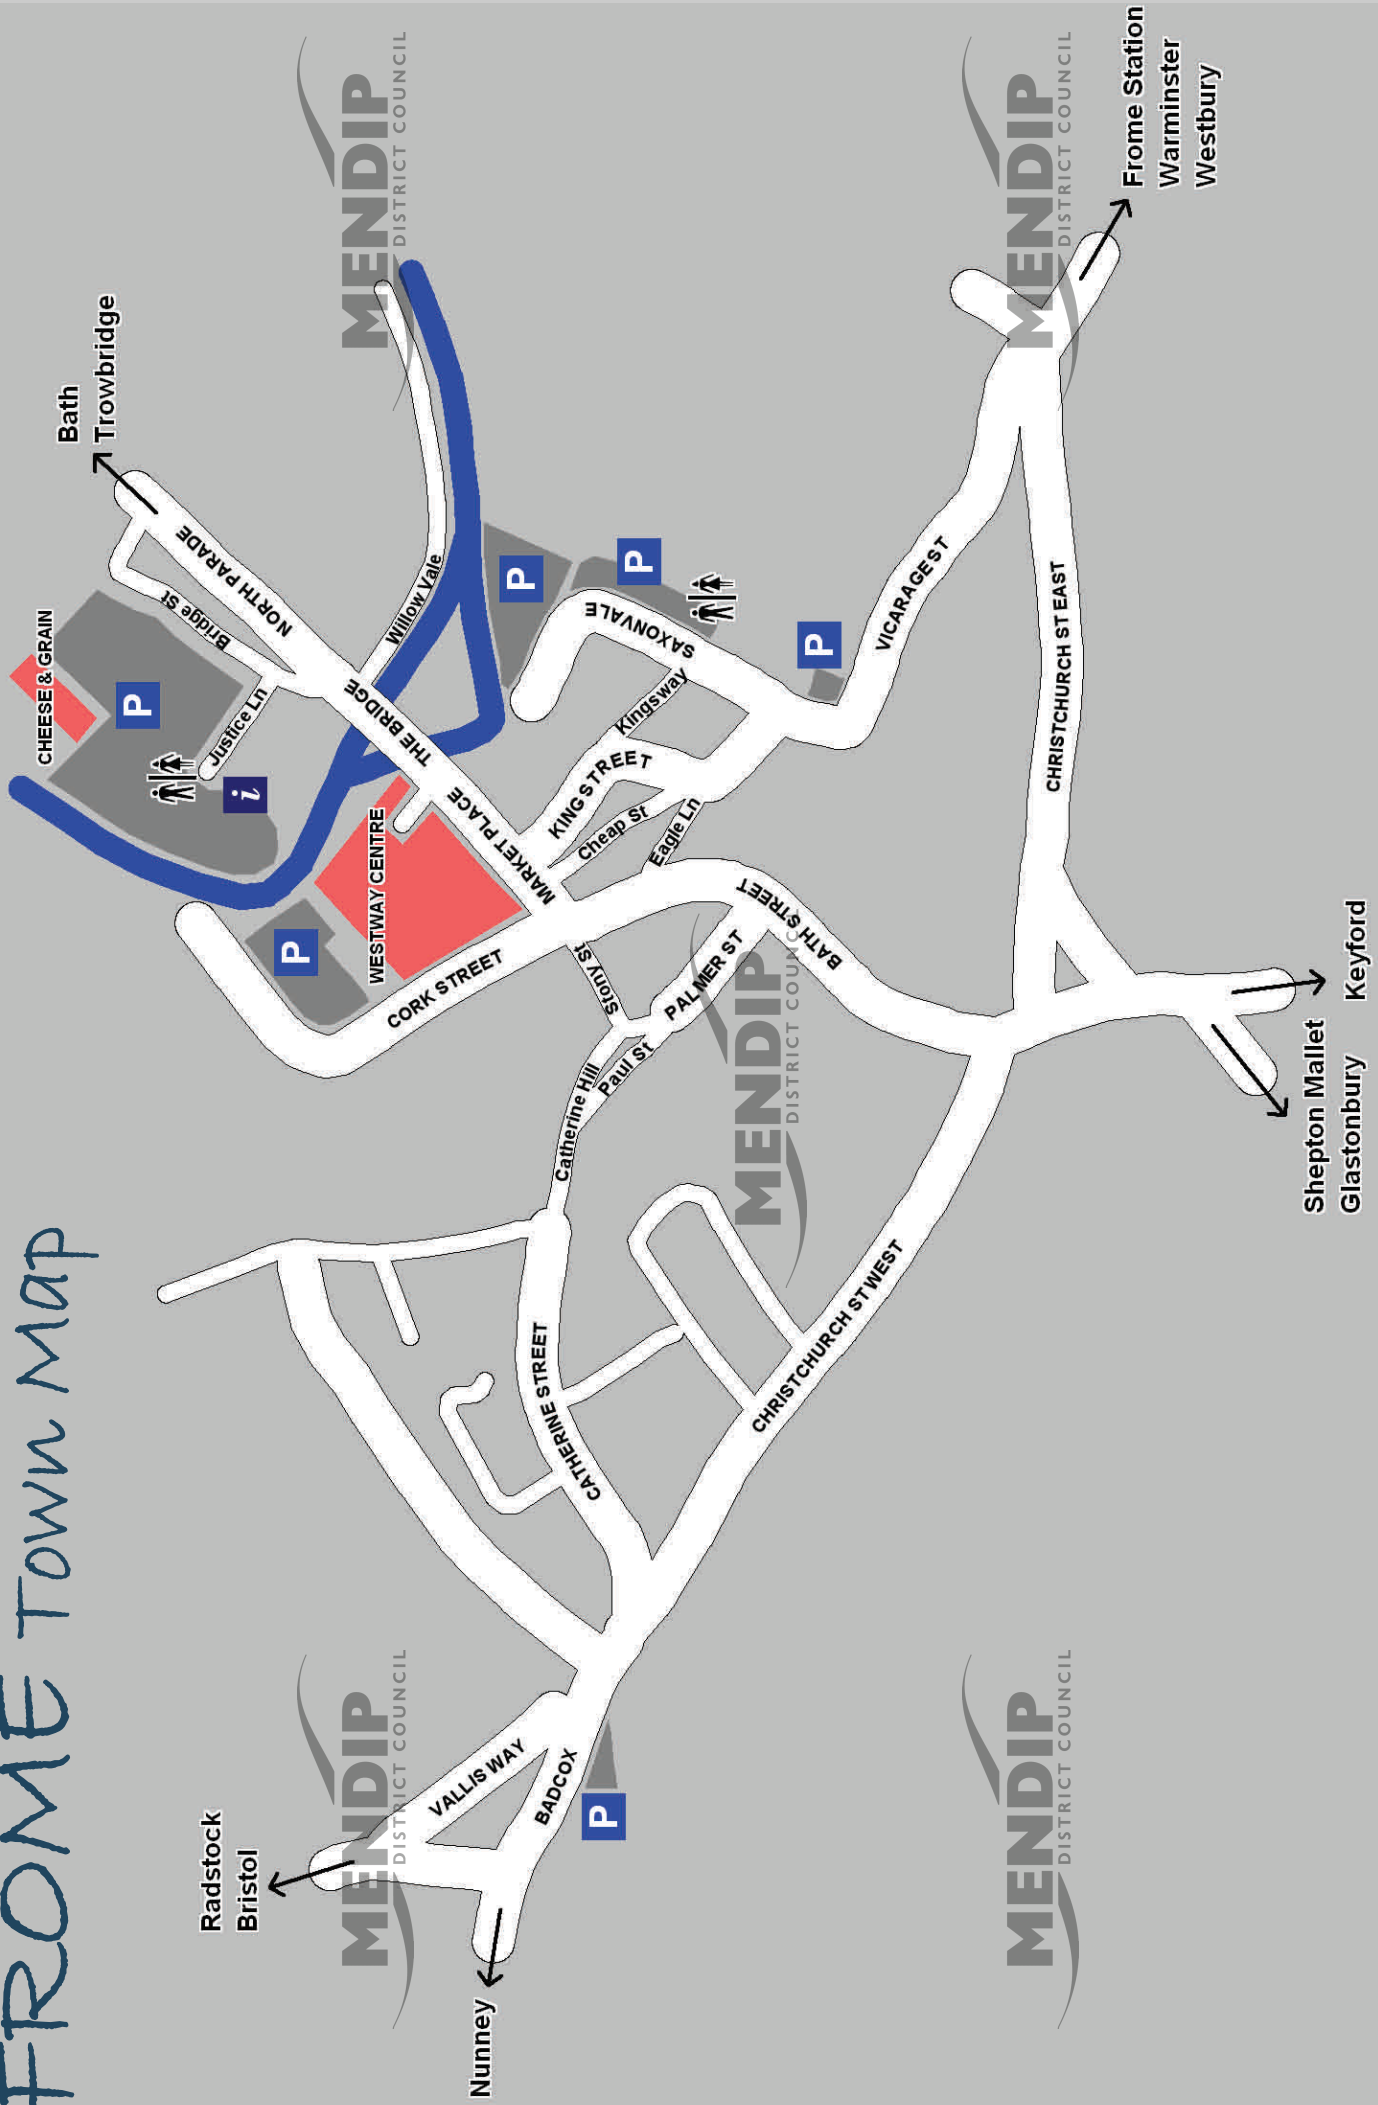 FROME Town Map
Radstock
Bristol
Nunney
VALLIS WAY
BADCOX
P
CATHERINE STREET
CHRISTCHURCH ST WEST
Catherine Hill
Paul St
Stony St
PALMER ST
BATH STREET
CORK STREET
P
WESTWAY CENTRE
MARKET PLACE
THE BRIDGE
NORTH PARADE
CHEESE & GRAIN
P
i
Justice Ln
Bridge St
Bath
Trowbridge
Willow Vale
P
P
SAXONVALE
Kingsway
KING STREET
Cheap St
Eagle Ln
P
VICARAGE ST
CHRISTCHURCH ST EAST
Frome Station
Warminster
Westbury
Keyford
Shepton Mallet
Glastonbury
MENDIP
DISTRICT COUNCIL
MENDIP
DISTRICT COUNCIL
MENDIP
DISTRICT COUNCIL
MENDIP
DISTRICT COUNCIL
MENDIP
DISTRICT COUNCIL